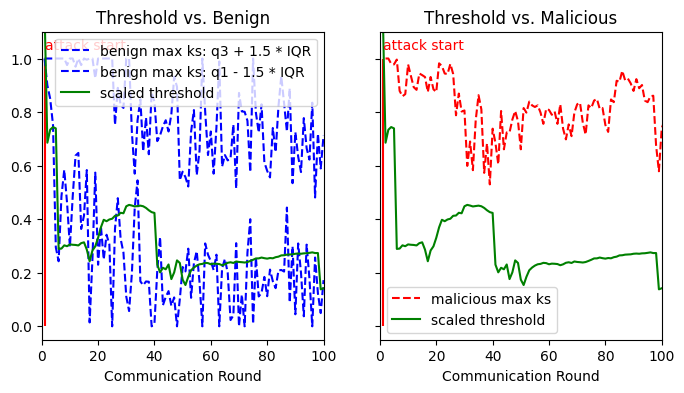 Threshold vs. Benign
attack start
benign max ks: q3 + 1.5 * IQR
benign max ks: q1 - 1.5 * IQR
scaled threshold
1.0
0.8
0.6
0.4
0.2
0.0
0 20 40 60 80 100
Communication Round
Threshold vs. Malicious
attack start
malicious max ks
scaled threshold
0 20 40 60 80 100
Communication Round